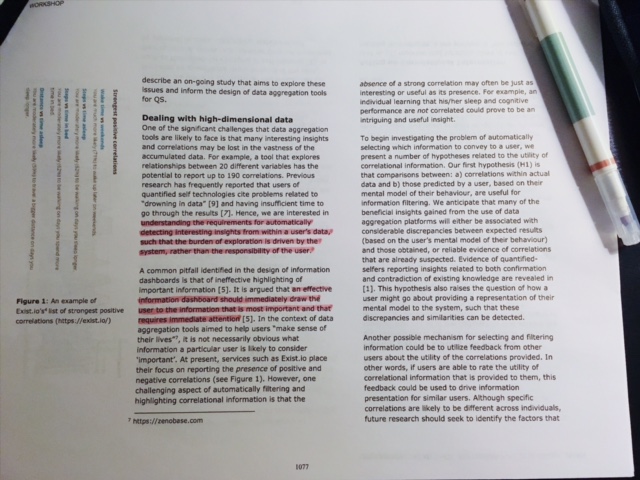 WORKSHOP
Strongest positive correlations
Figure 1: An example of
Exist.io's⁸ list of strongest positive
correlations (https://exist.io/)
describe an on-going study that aims to explore these
issues and inform the design of data aggregation tools
for QS.
Dealing with high-dimensional data
One of the significant challenges that data aggregation
tools are likely to face is that many interesting insights
and correlations may be lost in the vastness of the
accumulated data. For example, a tool that explores
relationships between 20 different variables has the
potential to report up to 190 correlations. Previous
research has frequently reported that users of
quantified self technologies cite problems related to
"drowning in data" [9] and having insufficient time to
go through the results [7]. Hence, we are interested in
understanding the requirements for automatically
detecting interesting insights from within a user's data,
such that the burden of exploration is driven by the
system, rather than the responsibility of the user.
A common pitfall identified in the design of information
dashboards is that of ineffective highlighting of
important information [5]. It is argued that an effective
information dashboard should immediately draw the
user to the information that is most important and that
requires immediate attention [5]. In the context of data
aggregation tools aimed to help users "make sense of
their lives"⁷, it is not necessarily obvious what
information a particular user is likely to consider
'important'. At present, services such as Exist.io place
their focus on reporting the presence of positive and
negative correlations (see Figure 1). However, one
challenging aspect of automatically filtering and
highlighting correlational information is that the
⁷ https://zenobase.com
absence of a strong correlation may often be just as
interesting or useful as its presence. For example, an
individual learning that his/her sleep and cognitive
performance are not correlated could prove to be an
intriguing and useful insight.
To begin investigating the problem of automatically
selecting which information to convey to a user, we
present a number of hypotheses related to the utility of
correlational information. Our first hypothesis (H1) is
that comparisons between: a) correlations within actual
data and b) those predicted by a user, based on their
mental model of their behaviour, are useful for
information filtering. We anticipate that many of the
beneficial insights gained from the use of data
aggregation platforms will either be associated with
considerable discrepancies between expected results
(based on the user's mental model of their behaviour)
and those obtained, or reliable evidence of correlations
that are already suspected. Evidence of quantified-
selfers reporting insights related to both confirmation
and contradiction of existing knowledge are revealed in
[1]. This hypothesis also raises the question of how a
user might go about providing a representation of their
mental model to the system, such that these
discrepancies and similarities can be detected.
Another possible mechanism for selecting and filtering
information could be to utilize feedback from other
users about the utility of the correlations provided. In
other words, if users are able to rate the utility of
correlational information that is provided to them, this
feedback could be used to drive information
presentation for similar users. Although specific
correlations are likely to be different across individuals,
future research should seek to identify the factors that
1077